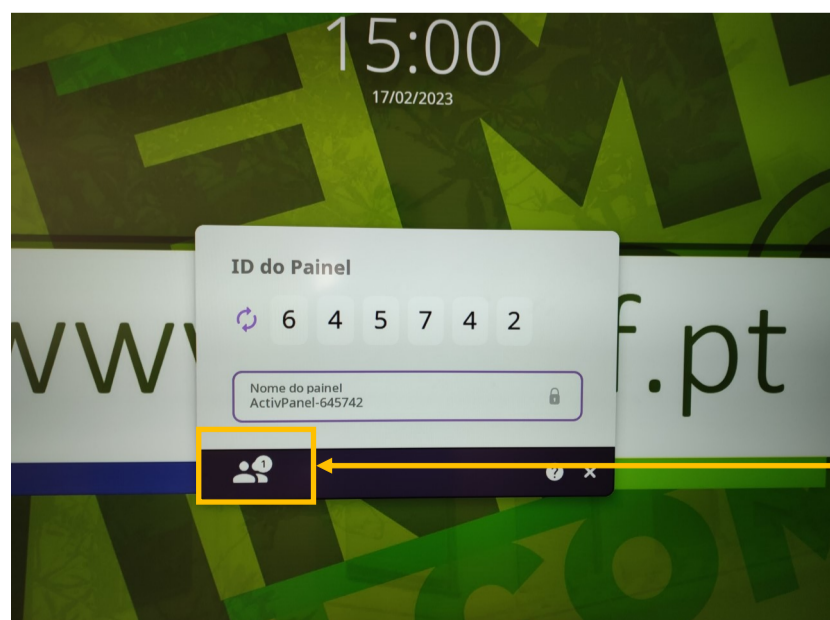 15:00
17/02/2023
ID do Painel
6 4 5 7 4 2
Nome do painel
ActivPanel-645742
1
?
f.pt